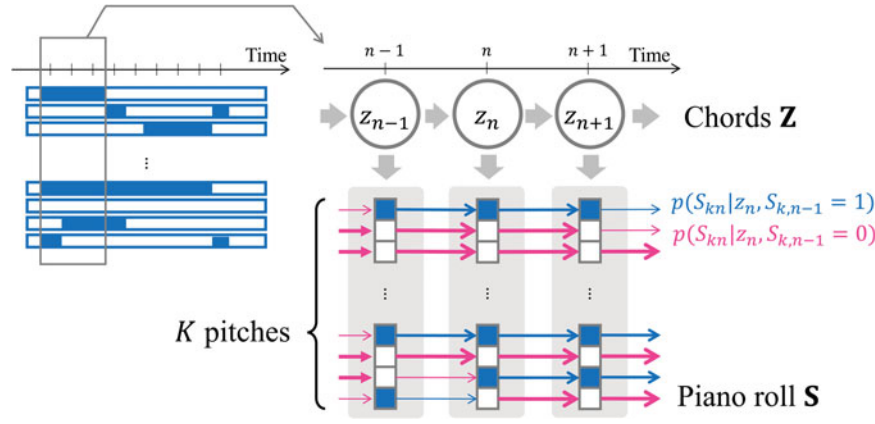 Time
n − 1
n
n + 1
Time
z_{n−1}
z_n
z_{n+1}
Chords Z
⋮
p(S_{kn}|z_n, S_{k,n−1} = 1)
p(S_{kn}|z_n, S_{k,n−1} = 0)
⋮ ⋮ ⋮
K pitches
Piano roll S